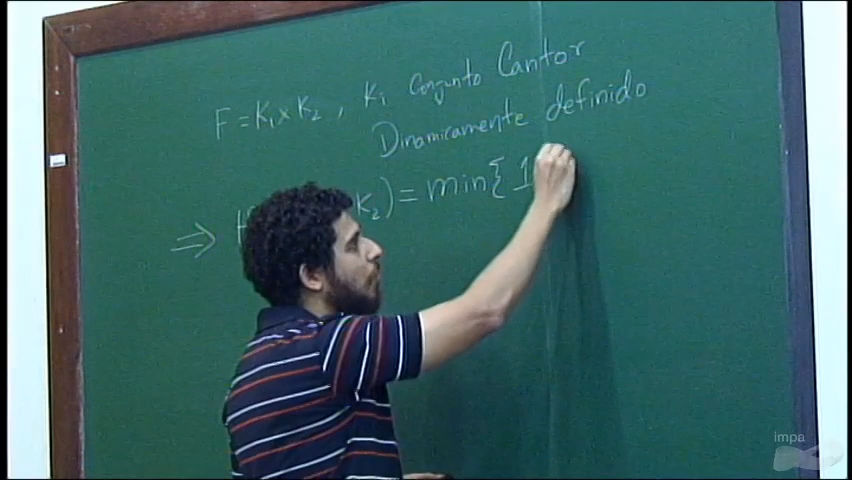 F = K₁ × K₂ , Kᵢ Conjunto Cantor
Dinamicamente definido
⇒ H K₂) = min{ 1
impa